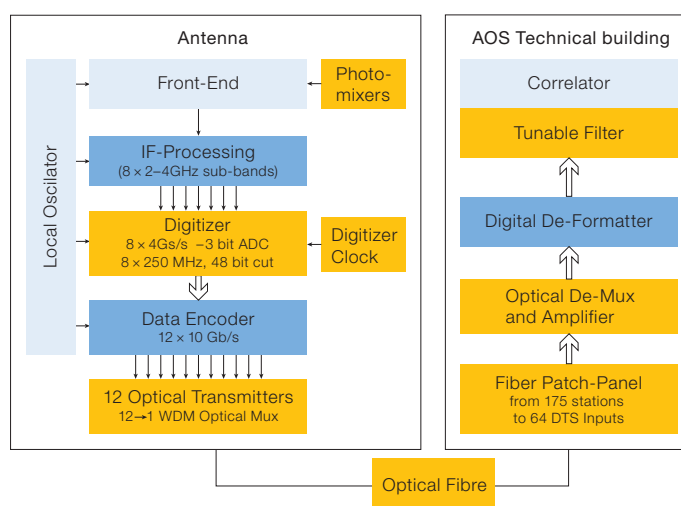 Antenna
Local Oscilator
Front-End
Photo-
mixers
IF-Processing
(8 × 2–4GHz sub-bands)
Digitizer
8 × 4Gs/s –3 bit ADC
8 × 250 MHz, 48 bit cut
Digitizer
Clock
Data Encoder
12 × 10 Gb/s
12 Optical Transmitters
12→1 WDM Optical Mux
AOS Technical building
Correlator
Tunable Filter
Digital De-Formatter
Optical De-Mux
and Amplifier
Fiber Patch-Panel
from 175 stations
to 64 DTS Inputs
Optical Fibre